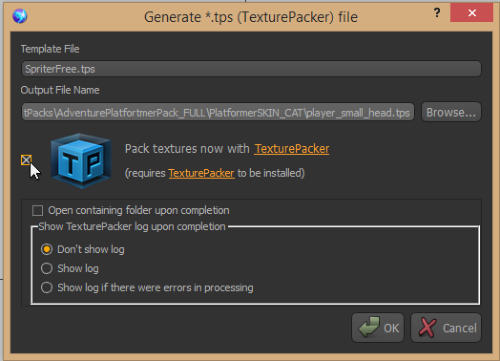 Generate *.tps (TexturePacker) file
?
Template File
SpriterFree.tps
Output File Name
tPacks\AdventurePlatfortmerPack_FULL\PlatformerSKIN_CAT\player_small_head.tps
Browse...
TP
Pack textures now with TexturePacker
(requires TexturePacker to be installed)
Open containing folder upon completion
Show TexturePacker log upon completion
Don't show log
Show log
Show log if there were errors in processing
OK
Cancel